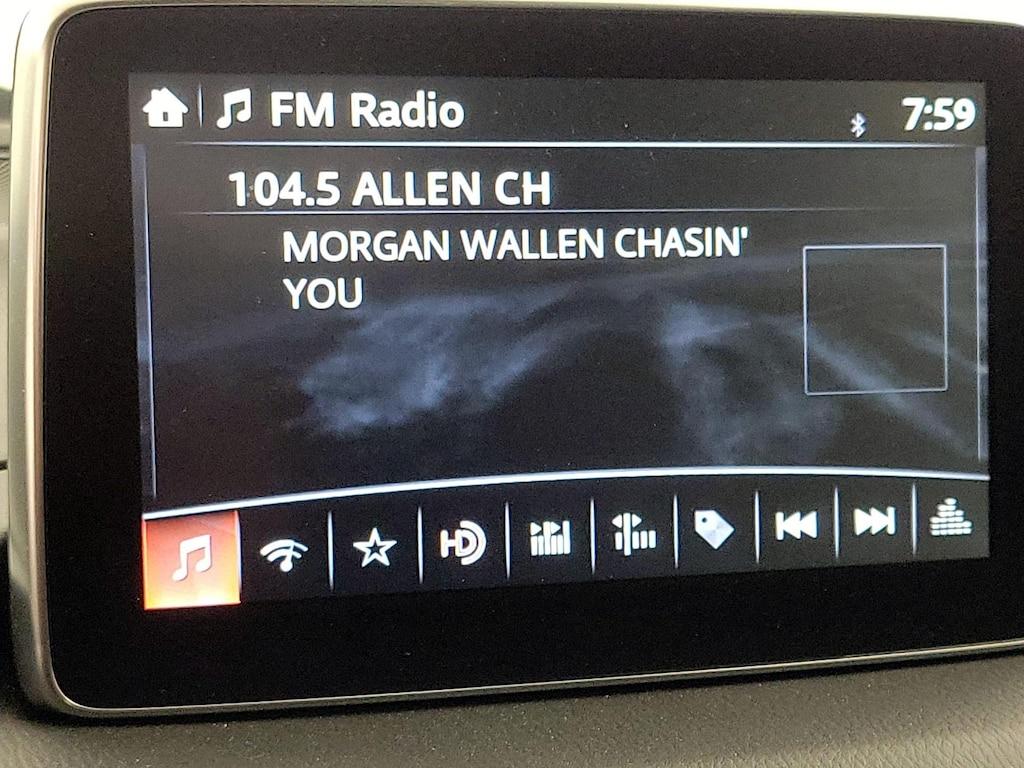 FM Radio 7:59
104.5 ALLEN CH
MORGAN WALLEN CHASIN'
YOU
HD